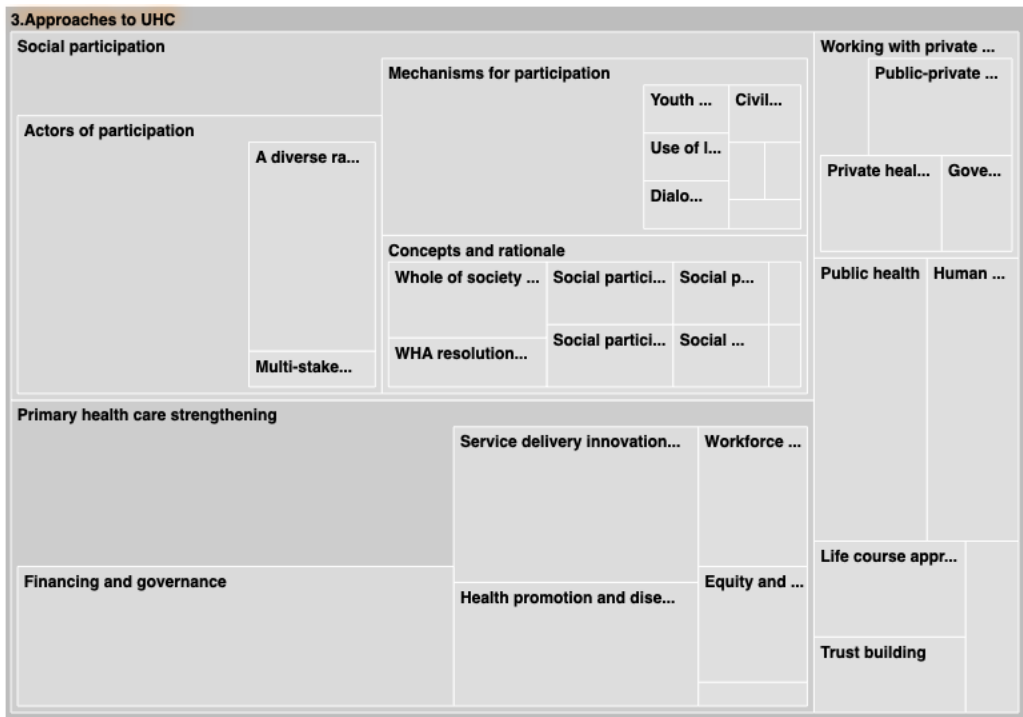 3.Approaches to UHC
Social participation
Mechanisms for participation
Youth ...
Civil...
Use of l...
Dialo...
Actors of participation
A diverse ra...
Multi-stake...
Concepts and rationale
Whole of society ...
Social partici...
Social p...
WHA resolution...
Social partici...
Social ...
Working with private ...
Public-private ...
Private heal...
Gove...
Public health
Human ...
Primary health care strengthening
Service delivery innovation...
Workforce ...
Financing and governance
Health promotion and dise...
Equity and ...
Life course appr...
Trust building